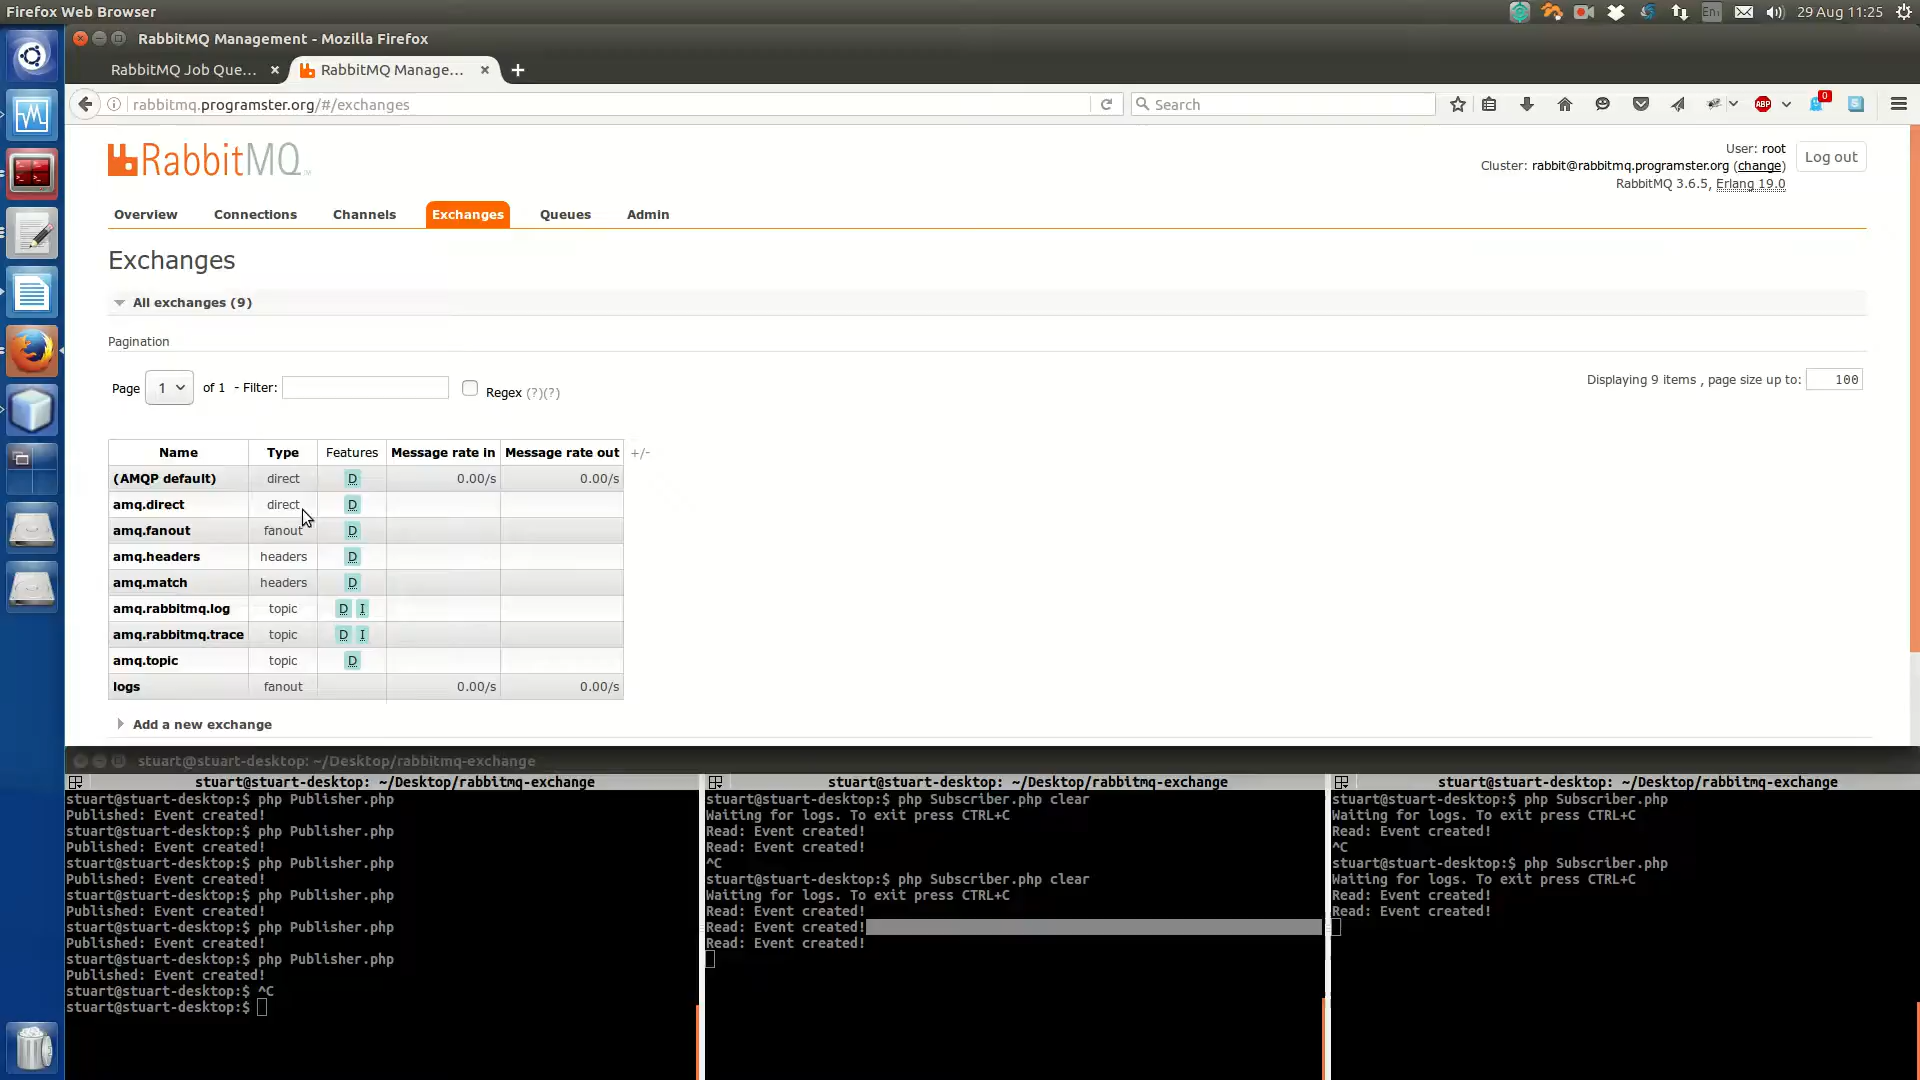 Firefox Web Browser
En
29 Aug 11:25
RabbitMQ Management - Mozilla Firefox
RabbitMQ Job Que...
RabbitMQ Manage...
rabbitmq.programster.org/#/exchanges
Search
ABP
0
RabbitMQ
User: root
Log out
Cluster: rabbit@rabbitmq.programster.org (change)
RabbitMQ 3.6.5, Erlang 19.0
Overview Connections Channels Exchanges Queues Admin
Exchanges
All exchanges (9)
Pagination
Page 1 of 1 - Filter: Regex (?)(?)
Displaying 9 items , page size up to: 100
Name Type Features Message rate in Message rate out +/-
(AMQP default) direct D 0.00/s 0.00/s
amq.direct direct D
amq.fanout fanout D
amq.headers headers D
amq.match headers D
amq.rabbitmq.log topic D I
amq.rabbitmq.trace topic D I
amq.topic topic D
logs fanout 0.00/s 0.00/s
Add a new exchange
stuart@stuart-desktop: ~/Desktop/rabbitmq-exchange
stuart@stuart-desktop: ~/Desktop/rabbitmq-exchange
stuart@stuart-desktop:$ php Publisher.php
Published: Event created!
stuart@stuart-desktop:$ php Publisher.php
Published: Event created!
stuart@stuart-desktop:$ php Publisher.php
Published: Event created!
stuart@stuart-desktop:$ php Publisher.php
Published: Event created!
stuart@stuart-desktop:$ php Publisher.php
Published: Event created!
stuart@stuart-desktop:$ php Publisher.php
Published: Event created!
stuart@stuart-desktop:$ ^C
stuart@stuart-desktop:$
stuart@stuart-desktop: ~/Desktop/rabbitmq-exchange
stuart@stuart-desktop:$ php Subscriber.php clear
Waiting for logs. To exit press CTRL+C
Read: Event created!
Read: Event created!
^C
stuart@stuart-desktop:$ php Subscriber.php clear
Waiting for logs. To exit press CTRL+C
Read: Event created!
Read: Event created!
Read: Event created!
stuart@stuart-desktop: ~/Desktop/rabbitmq-exchange
stuart@stuart-desktop:$ php Subscriber.php
Waiting for logs. To exit press CTRL+C
Read: Event created!
^C
stuart@stuart-desktop:$ php Subscriber.php
Waiting for logs. To exit press CTRL+C
Read: Event created!
Read: Event created!